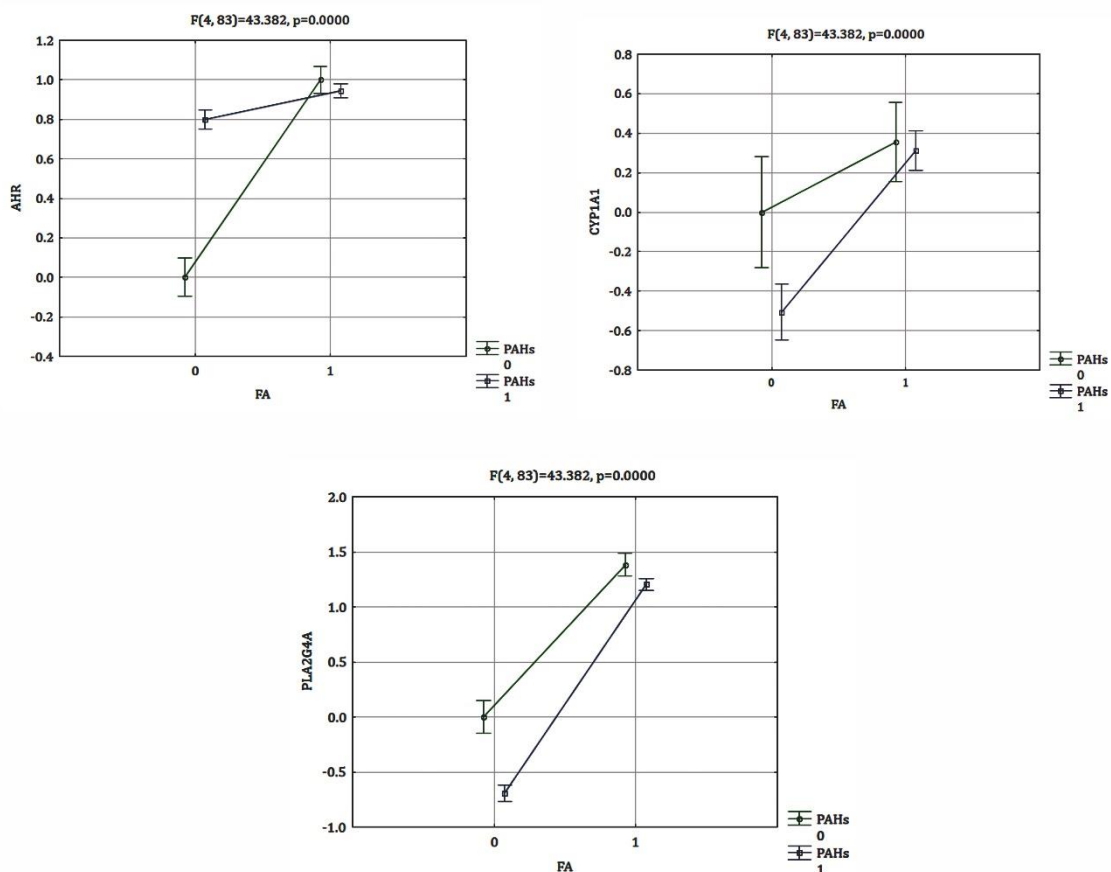 F(4, 83)=43.382, p=0.0000
1.2
1.0
0.8
0.6
0.4
0.2
0.0
-0.2
-0.4
AHR
0 1
FA
PAHs
0
PAHs
1
F(4, 83)=43.382, p=0.0000
0.8
0.6
0.4
0.2
0.0
-0.2
-0.4
-0.6
-0.8
CYP1A1
0 1
FA
PAHs
0
PAHs
1
F(4, 83)=43.382, p=0.0000
2.0
1.5
1.0
0.5
0.0
-0.5
-1.0
PLA2G4A
0 1
FA
PAHs
0
PAHs
1